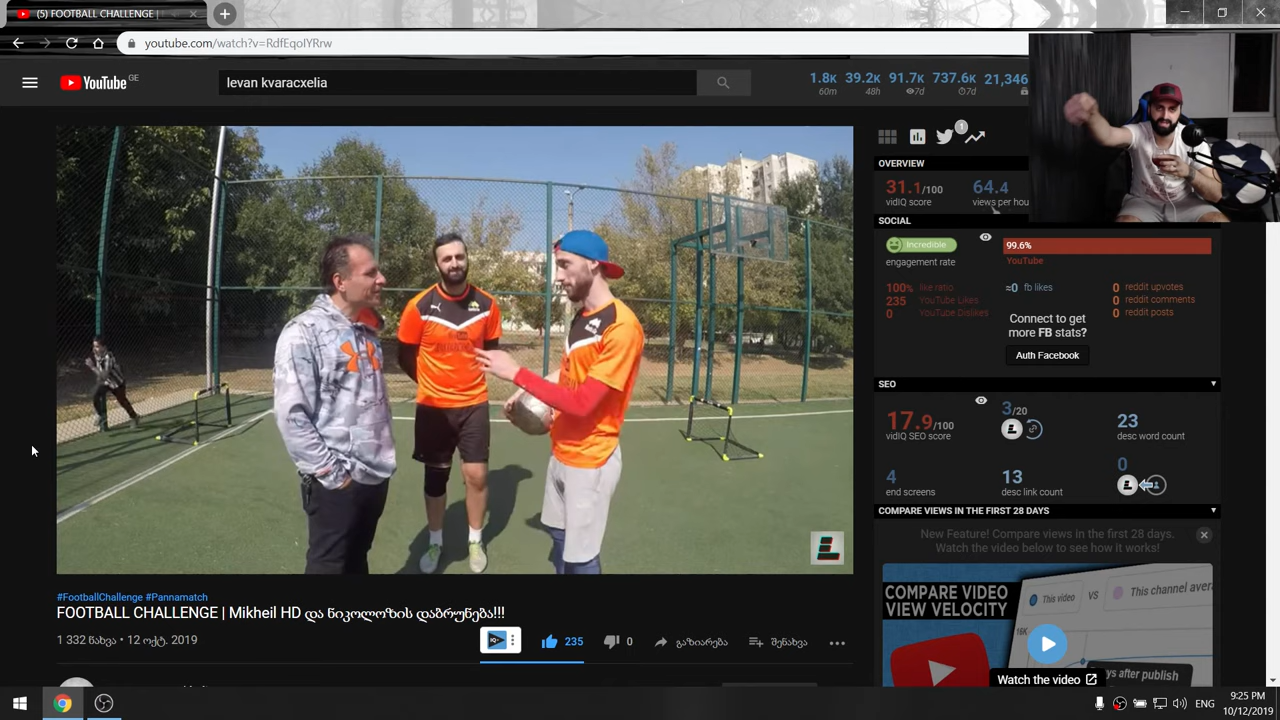 (5) FOOTBALL CHALLENGE |
youtube.com/watch?v=RdfEqoIYRrw
YouTube GE
levan kvaracxelia
1.8K 39.2K 91.7K 737.6K 21,346
60m 48h 7d 7d
1
OVERVIEW
31.1/100 64.4
vidIQ score views per hou
SOCIAL
Incredible
engagement rate
99.6%
YouTube
100% like ratio
235 YouTube Likes
0 YouTube Dislikes
≈0 fb likes
Connect to get
more FB stats?
Auth Facebook
0 reddit upvotes
0 reddit comments
0 reddit posts
SEO
17.9/100
vidIQ SEO score
3/20
23
desc word count
4
end screens
13
desc link count
0
COMPARE VIEWS IN THE FIRST 28 DAYS
New Feature! Compare views in the first 28 days.
Watch the video below to see how it works!
COMPARE VIDEO
VIEW VELOCITY
This video VS This channel avera
16K
ays after publish
Watch the video
#FootballChallenge #Pannamatch
FOOTBALL CHALLENGE | Mikheil HD და ნიკოლოზის დაბრუნება!!!
1 332 ნახვა • 12 ოქტ. 2019
IQ
235 0 გაზიარება შენახვა
ENG
9:25 PM
10/12/2019